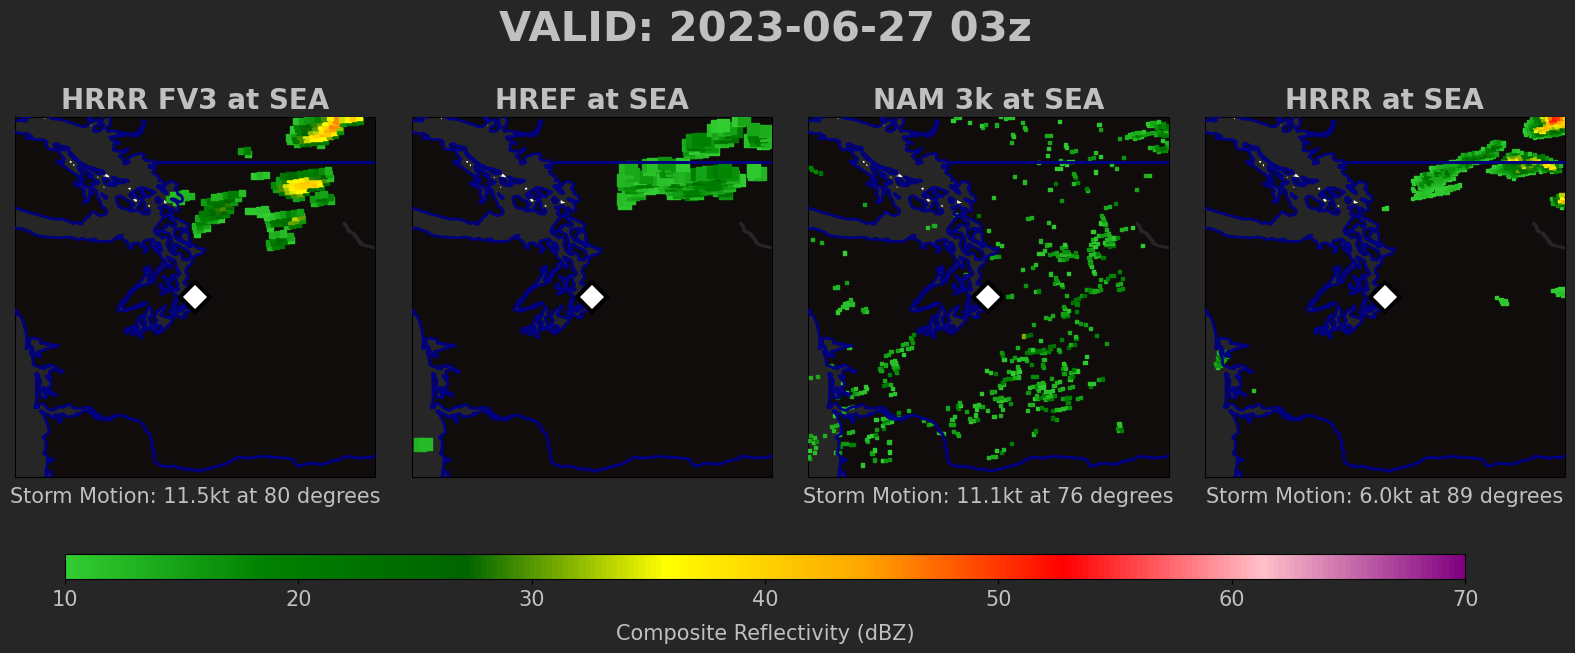 VALID: 2023-06-27 03z
HRRR FV3 at SEA
HREF at SEA
NAM 3k at SEA
HRRR at SEA
Storm Motion: 11.5kt at 80 degrees
Storm Motion: 11.1kt at 76 degrees
Storm Motion: 6.0kt at 89 degrees
10 20 30 40 50 60 70
Composite Reflectivity (dBZ)